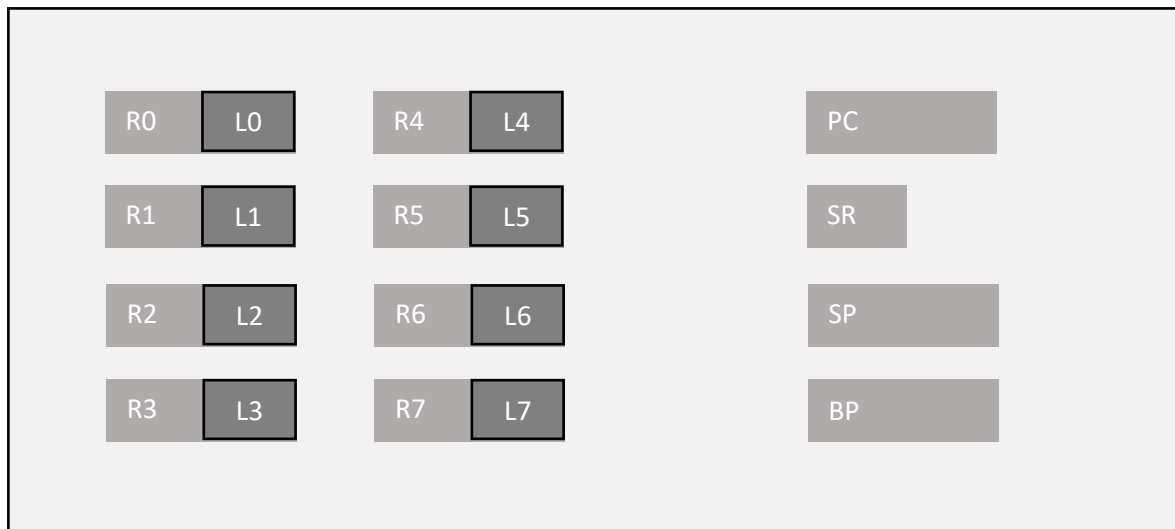 R0 L0 R4 L4 PC
R1 L1 R5 L5 SR
R2 L2 R6 L6 SP
R3 L3 R7 L7 BP